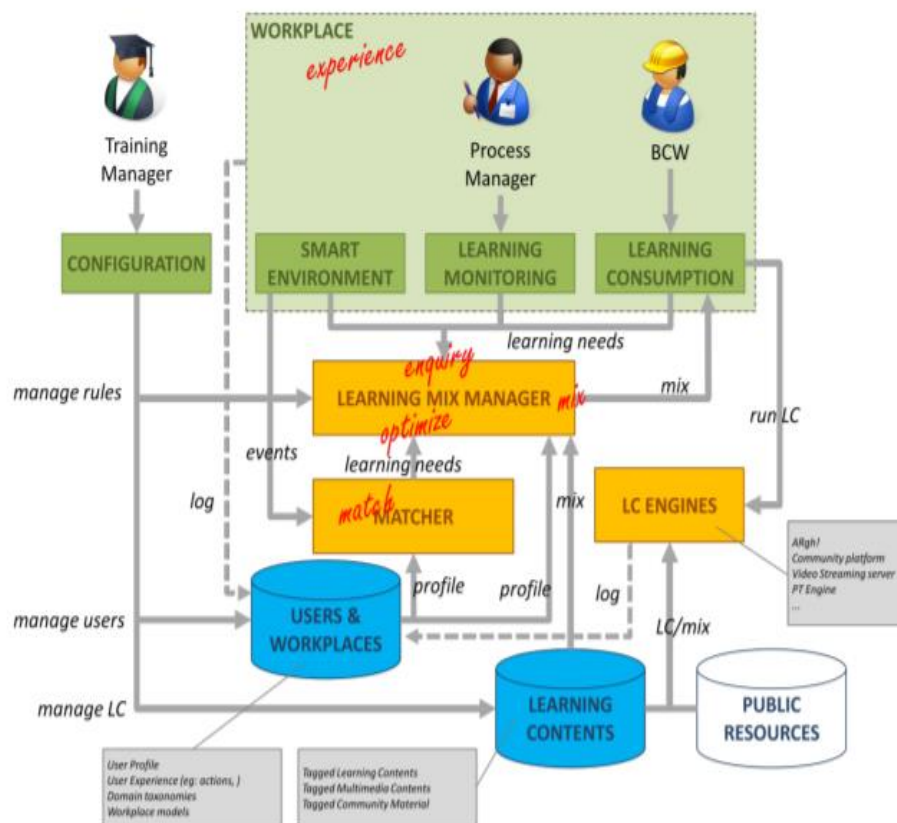 WORKPLACE
experience
Training
Manager
Process
Manager
BCW
CONFIGURATION
SMART
ENVIRONMENT
LEARNING
MONITORING
LEARNING
CONSUMPTION
learning needs
enquiry
manage rules
LEARNING MIX MANAGER
mix
mix
run LC
optimize
events
learning needs
log
match
MATCHER
mix
LC ENGINES
ARgh!
Community platform
Video Streaming server
PT Engine
...
profile
profile
log
manage users
USERS &
WORKPLACES
LC/mix
manage LC
LEARNING
CONTENTS
PUBLIC
RESOURCES
User Profile
User Experience (eg: actions, )
Domain taxonomies
Workplace models
Tagged Learning Contents
Tagged Multimedia Contents
Tagged Community Material